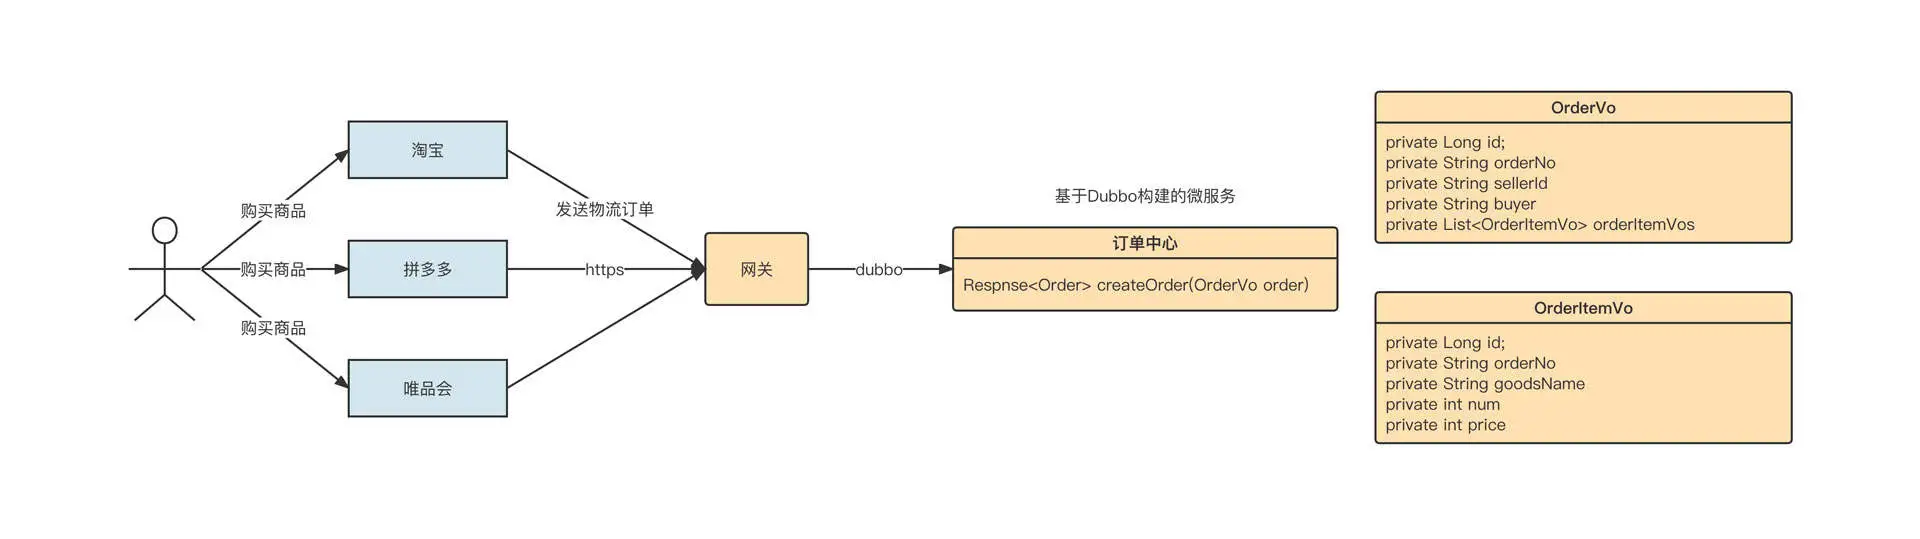 淘宝
购买商品
发送物流订单
拼多多
购买商品
https
网关
dubbo
唯品会
购买商品
基于Dubbo构建的微服务
订单中心
Respnse<Order> createOrder(OrderVo order)
OrderVo
private Long id;
private String orderNo
private String sellerId
private String buyer
private List<OrderItemVo> orderItemVos
OrderItemVo
private Long id;
private String orderNo
private String goodsName
private int num
private int price